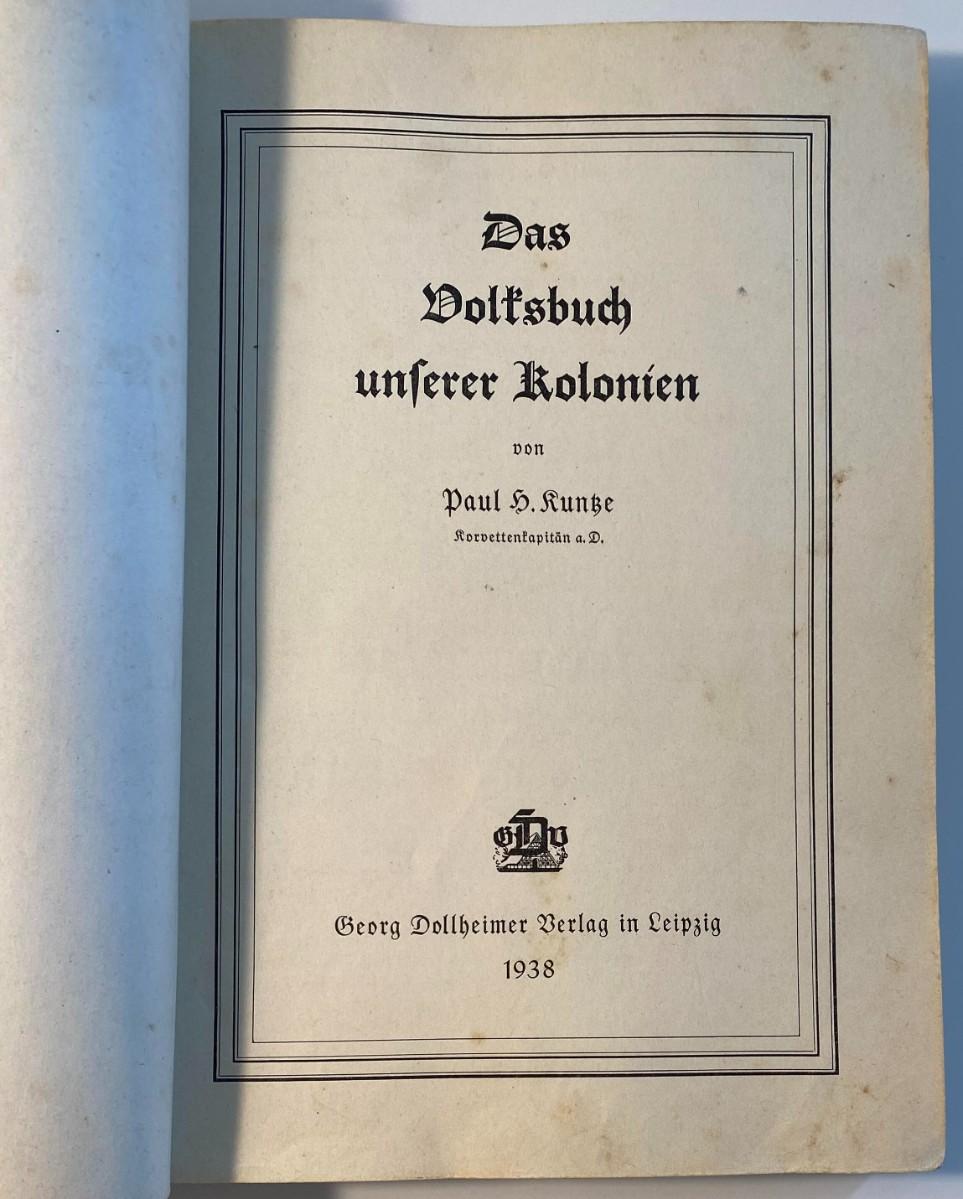 Das
Volksbuch
unſerer Kolonien
von
Paul H. Kuntze
Korvettenkapitän a. D.
G D V
Georg Dollheimer Verlag in Leipzig
1938